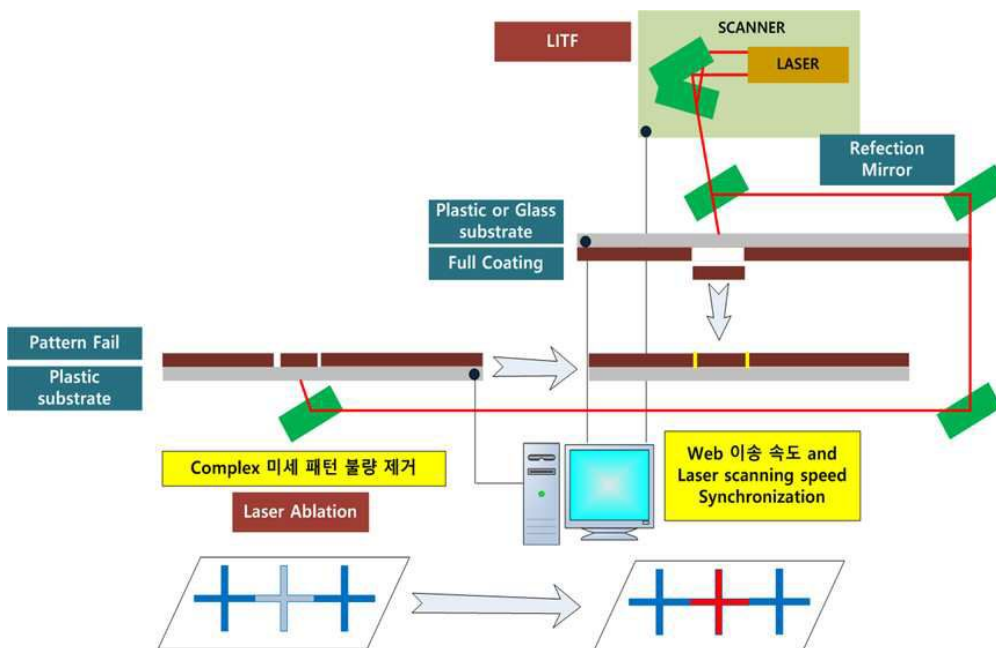 SCANNER
LITF
LASER
Refection
Mirror
Plastic or Glass
substrate
Full Coating
Pattern Fail
Plastic
substrate
Complex 미세 패턴 불량 제거
Laser Ablation
Web 이송 속도 and
Laser scanning speed
Synchronization